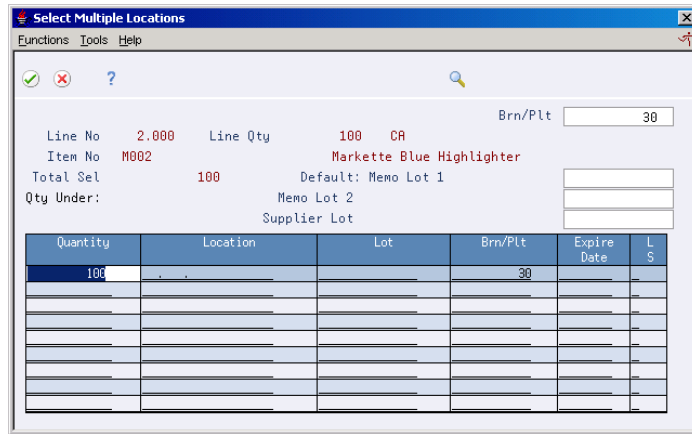 Select Multiple Locations
Functions Tools Help
?
Brn/Plt 30
Line No 2.000 Line Qty 100 CA
Item No M002 Markette Blue Highlighter
Total Sel 100 Default: Memo Lot 1
Qty Under: Memo Lot 2
Supplier Lot
Quantity Location Lot Brn/Plt Expire Date L S
100 . . 30